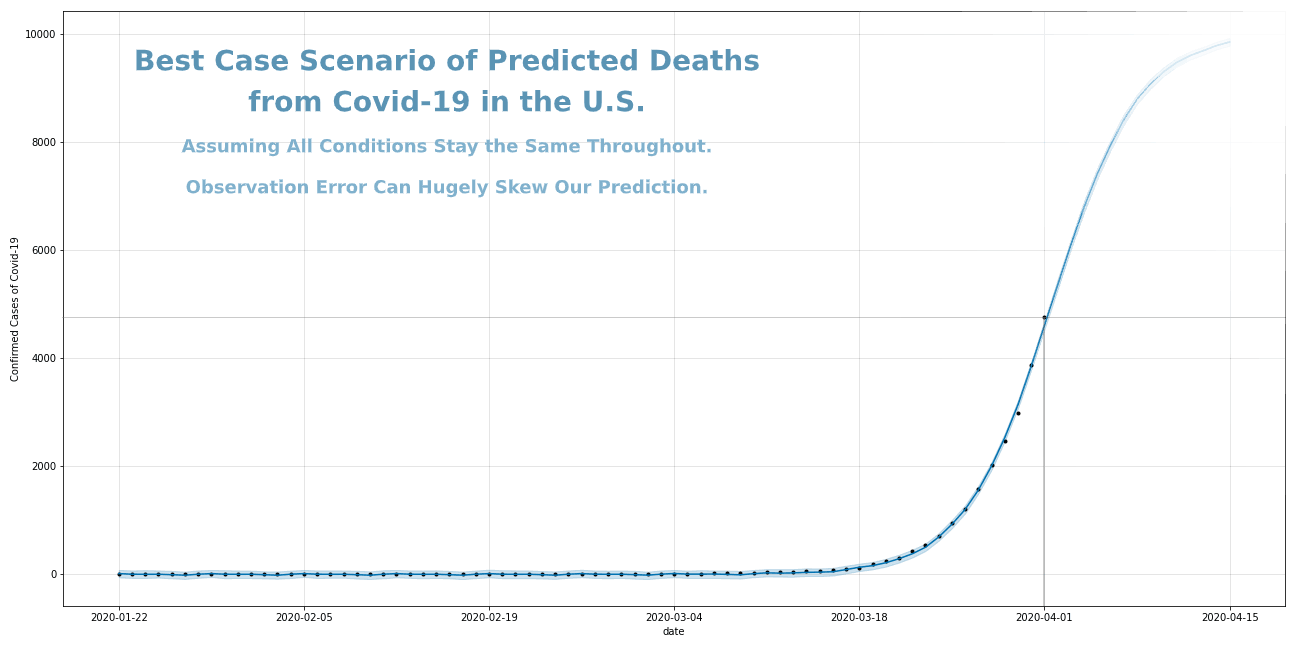 Best Case Scenario of Predicted Deaths
from Covid-19 in the U.S.
Assuming All Conditions Stay the Same Throughout.
Observation Error Can Hugely Skew Our Prediction.
10000
8000
6000
4000
2000
0
Confirmed Cases of Covid-19
2020-01-22 2020-02-05 2020-02-19 2020-03-04 2020-03-18 2020-04-01 2020-04-15
date